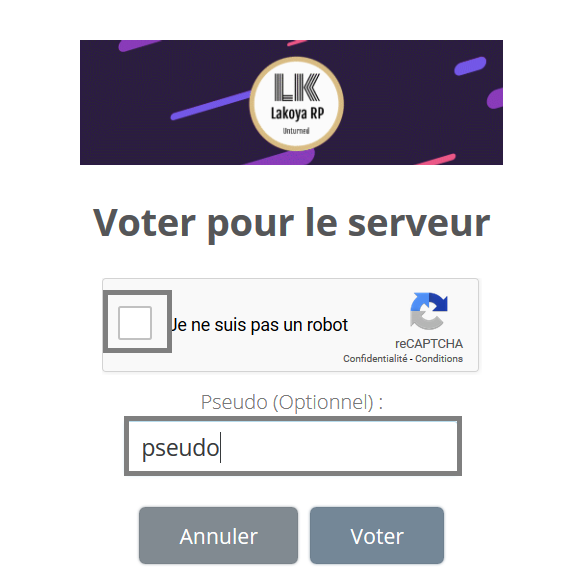 LK
Lakoya RP
Unturned
Voter pour le serveur
Je ne suis pas un robot
reCAPTCHA
Confidentialité - Conditions
Pseudo (Optionnel) :
pseudo
Annuler
Voter